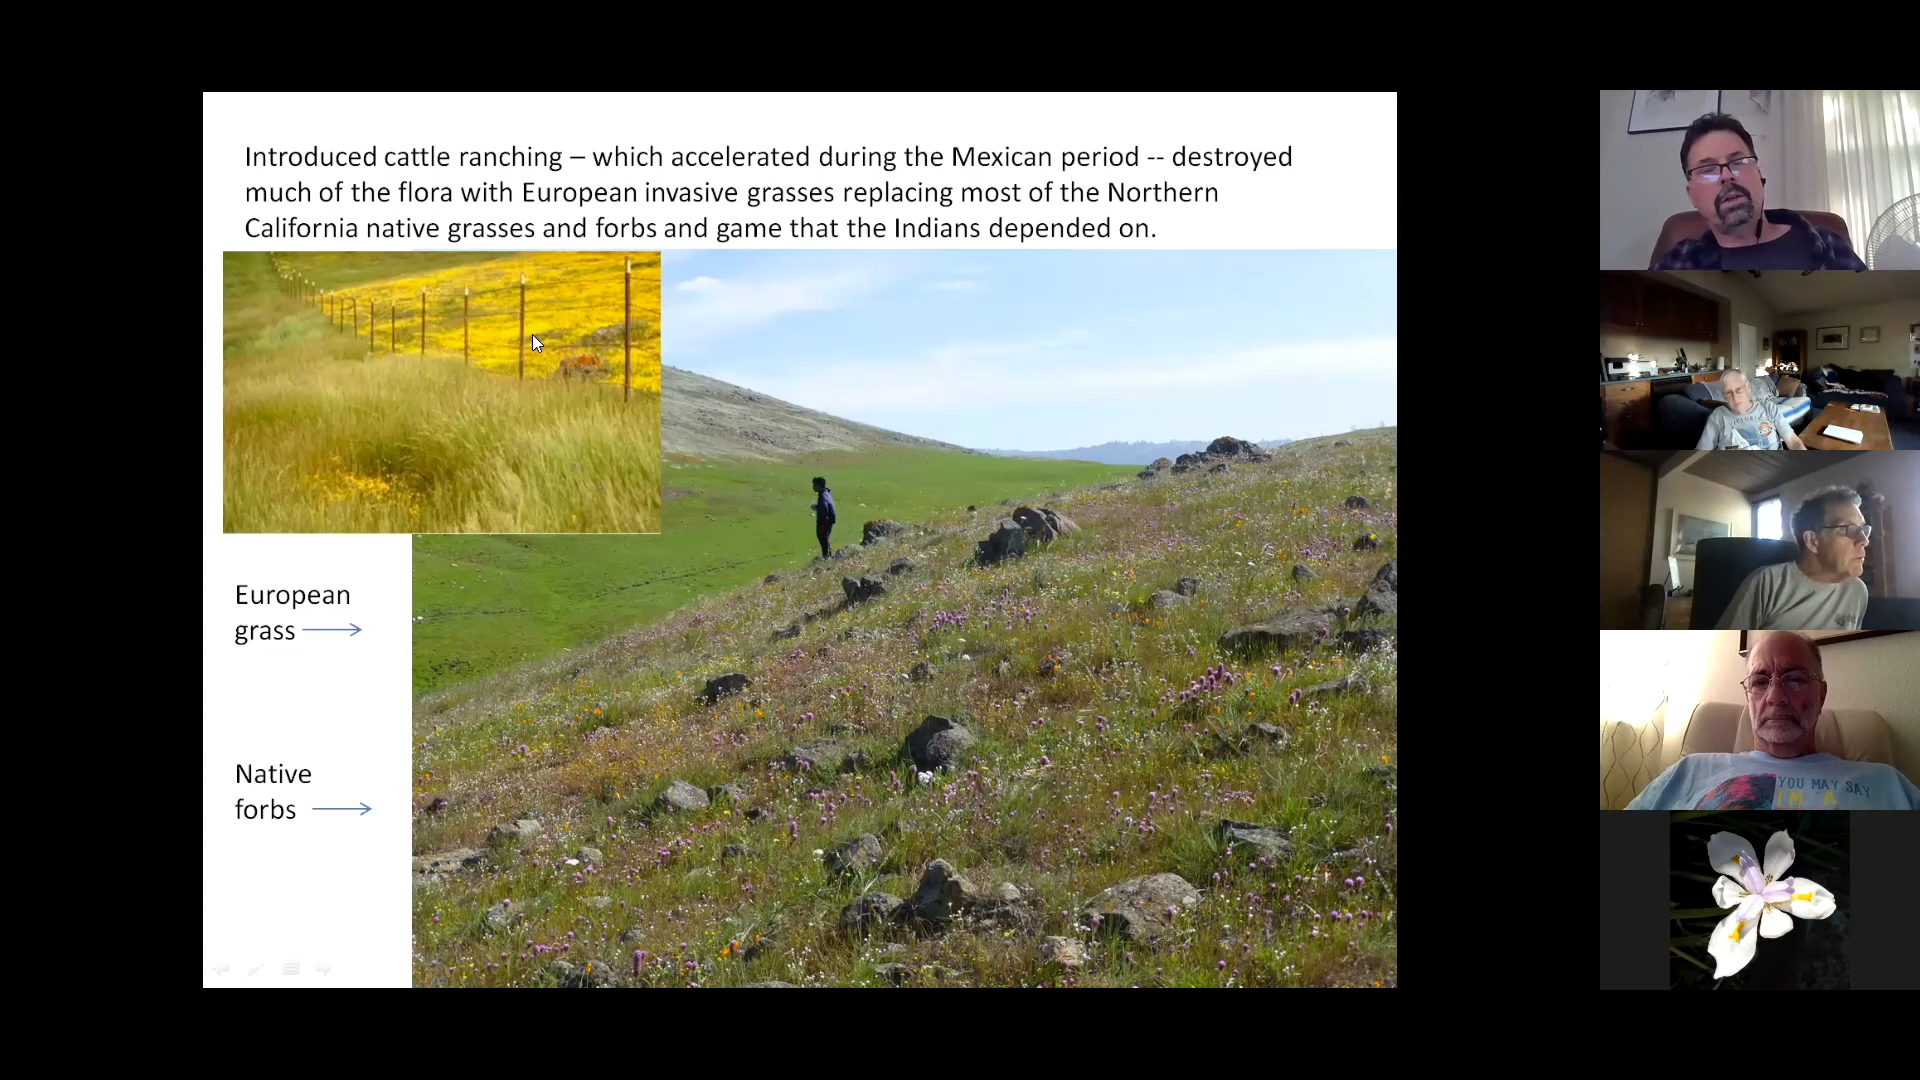 Introduced cattle ranching – which accelerated during the Mexican period -- destroyed
much of the flora with European invasive grasses replacing most of the Northern
California native grasses and forbs and game that the Indians depended on.
European
grass
Native
forbs
YOU MAY SAY
I'M A